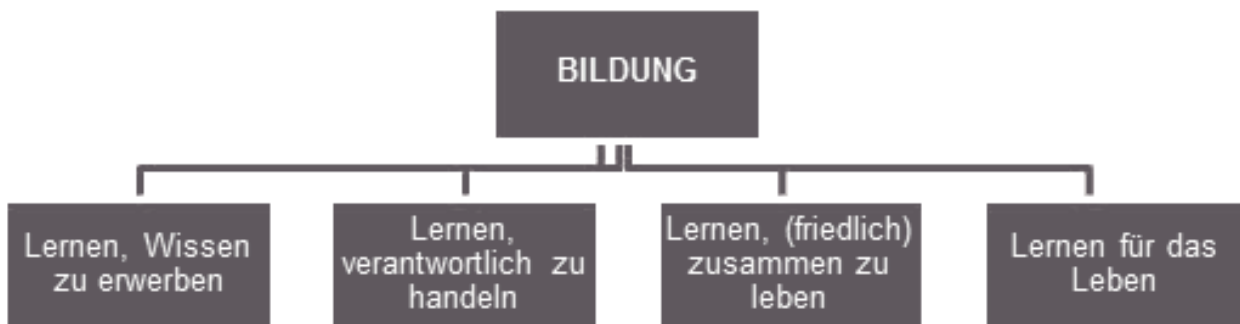 BILDUNG
Lernen, Wissen
zu erwerben
Lernen,
verantwortlich zu
handeln
Lernen, (friedlich)
zusammen zu
leben
Lernen für das
Leben